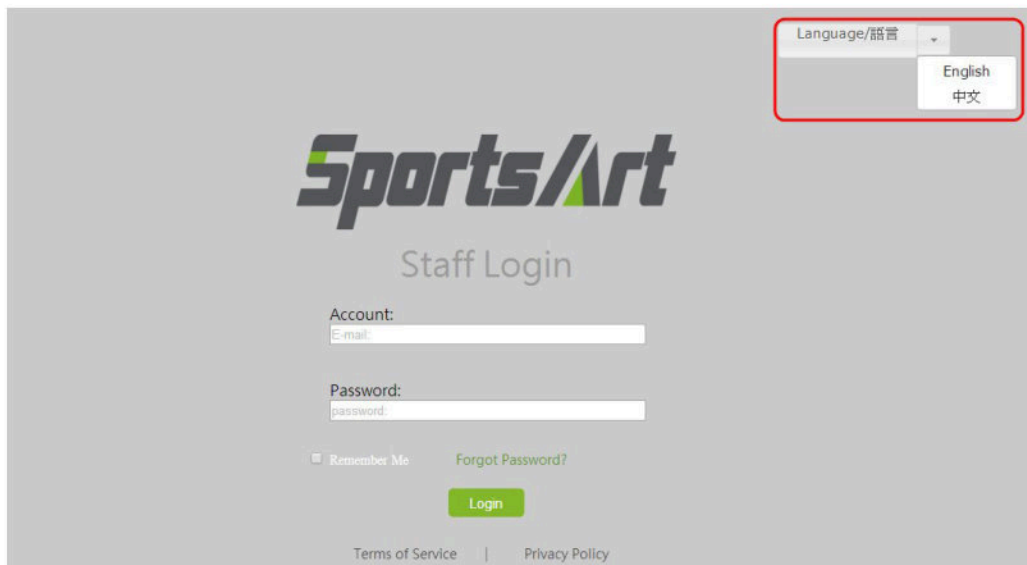 Language/語言
English
中文
SportsArt
Staff Login
Account:
E-mail:
Password:
password:
Remember Me Forgot Password?
Login
Terms of Service | Privacy Policy